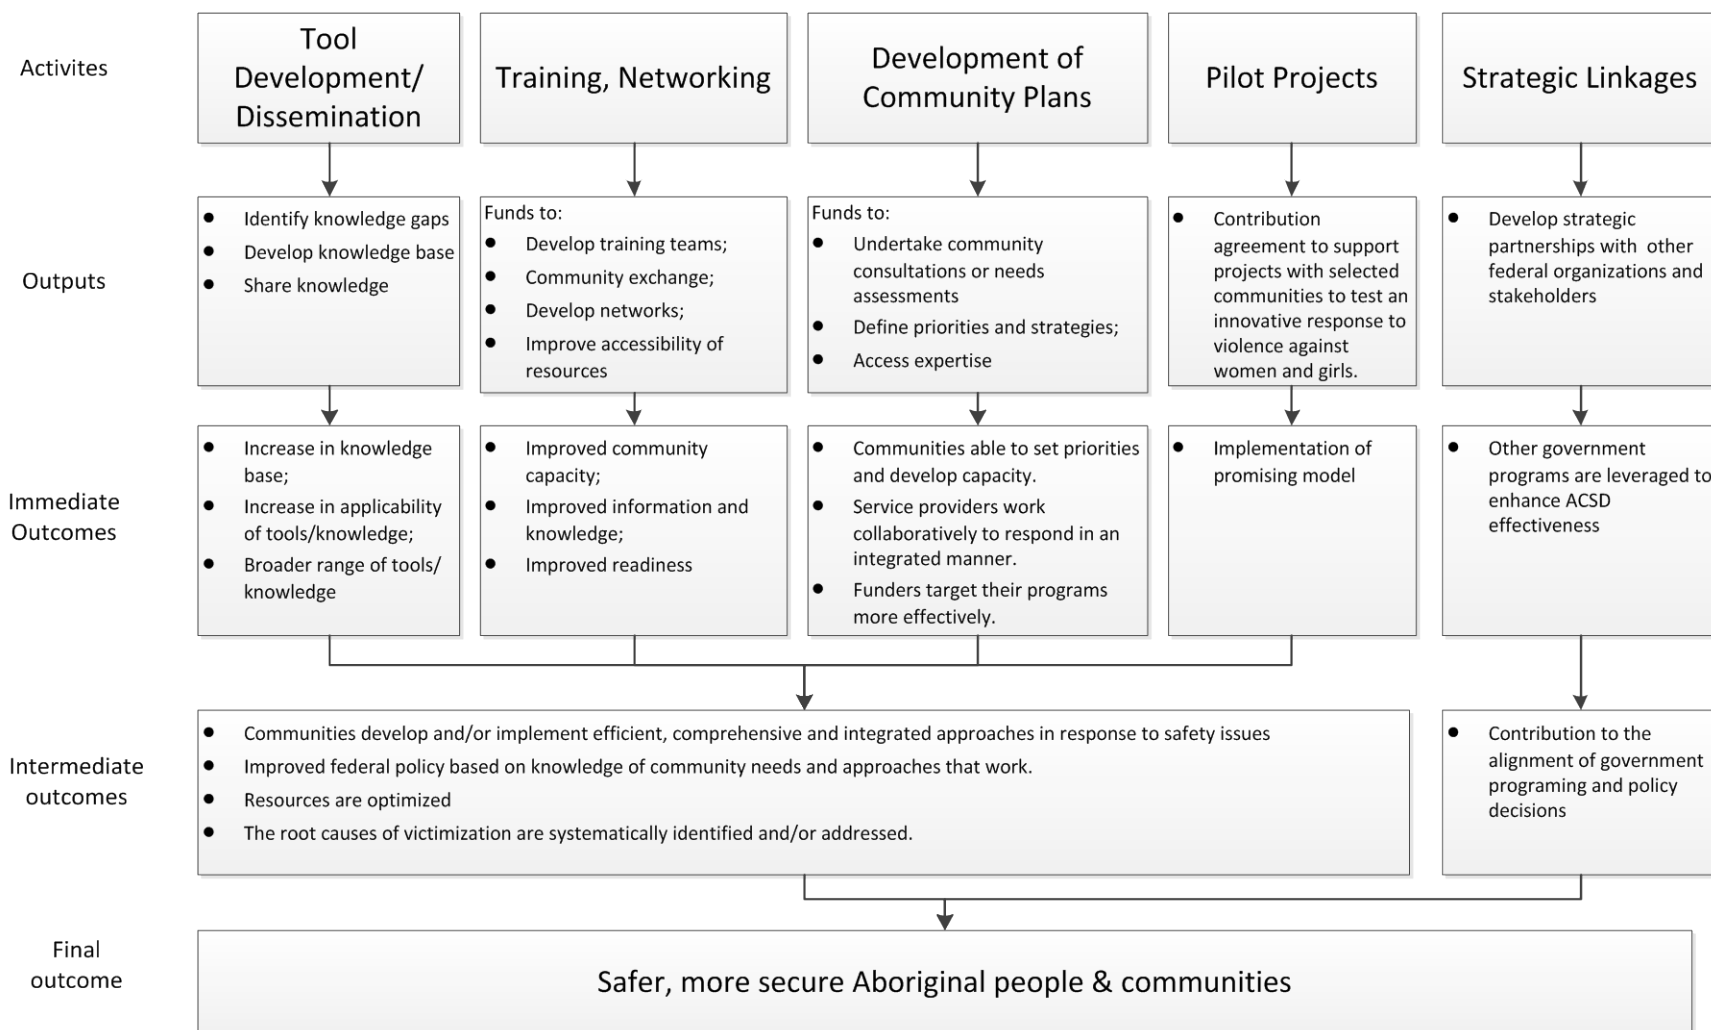 Activites
Tool
Development/
Dissemination
Training, Networking
Development of
Community Plans
Pilot Projects
Strategic Linkages
Outputs
● Identify knowledge gaps
● Develop knowledge base
● Share knowledge
Funds to:
● Develop training teams;
● Community exchange;
● Develop networks;
● Improve accessibility of
resources
Funds to:
● Undertake community
consultations or needs
assessments
● Define priorities and strategies;
● Access expertise
● Contribution
agreement to support
projects with selected
communities to test an
innovative response to
violence against
women and girls.
● Develop strategic
partnerships with other
federal organizations and
stakeholders
Immediate
Outcomes
● Increase in knowledge
base;
● Increase in applicability
of tools/knowledge;
● Broader range of tools/
knowledge
● Improved community
capacity;
● Improved information and
knowledge;
● Improved readiness
● Communities able to set priorities
and develop capacity.
● Service providers work
collaboratively to respond in an
integrated manner.
● Funders target their programs
more effectively.
● Implementation of
promising model
● Other government
programs are leveraged to
enhance ACSD
effectiveness
Intermediate
outcomes
● Communities develop and/or implement efficient, comprehensive and integrated approaches in response to safety issues
● Improved federal policy based on knowledge of community needs and approaches that work.
● Resources are optimized
● The root causes of victimization are systematically identified and/or addressed.
● Contribution to the
alignment of government
programing and policy
decisions
Final
outcome
Safer, more secure Aboriginal people & communities